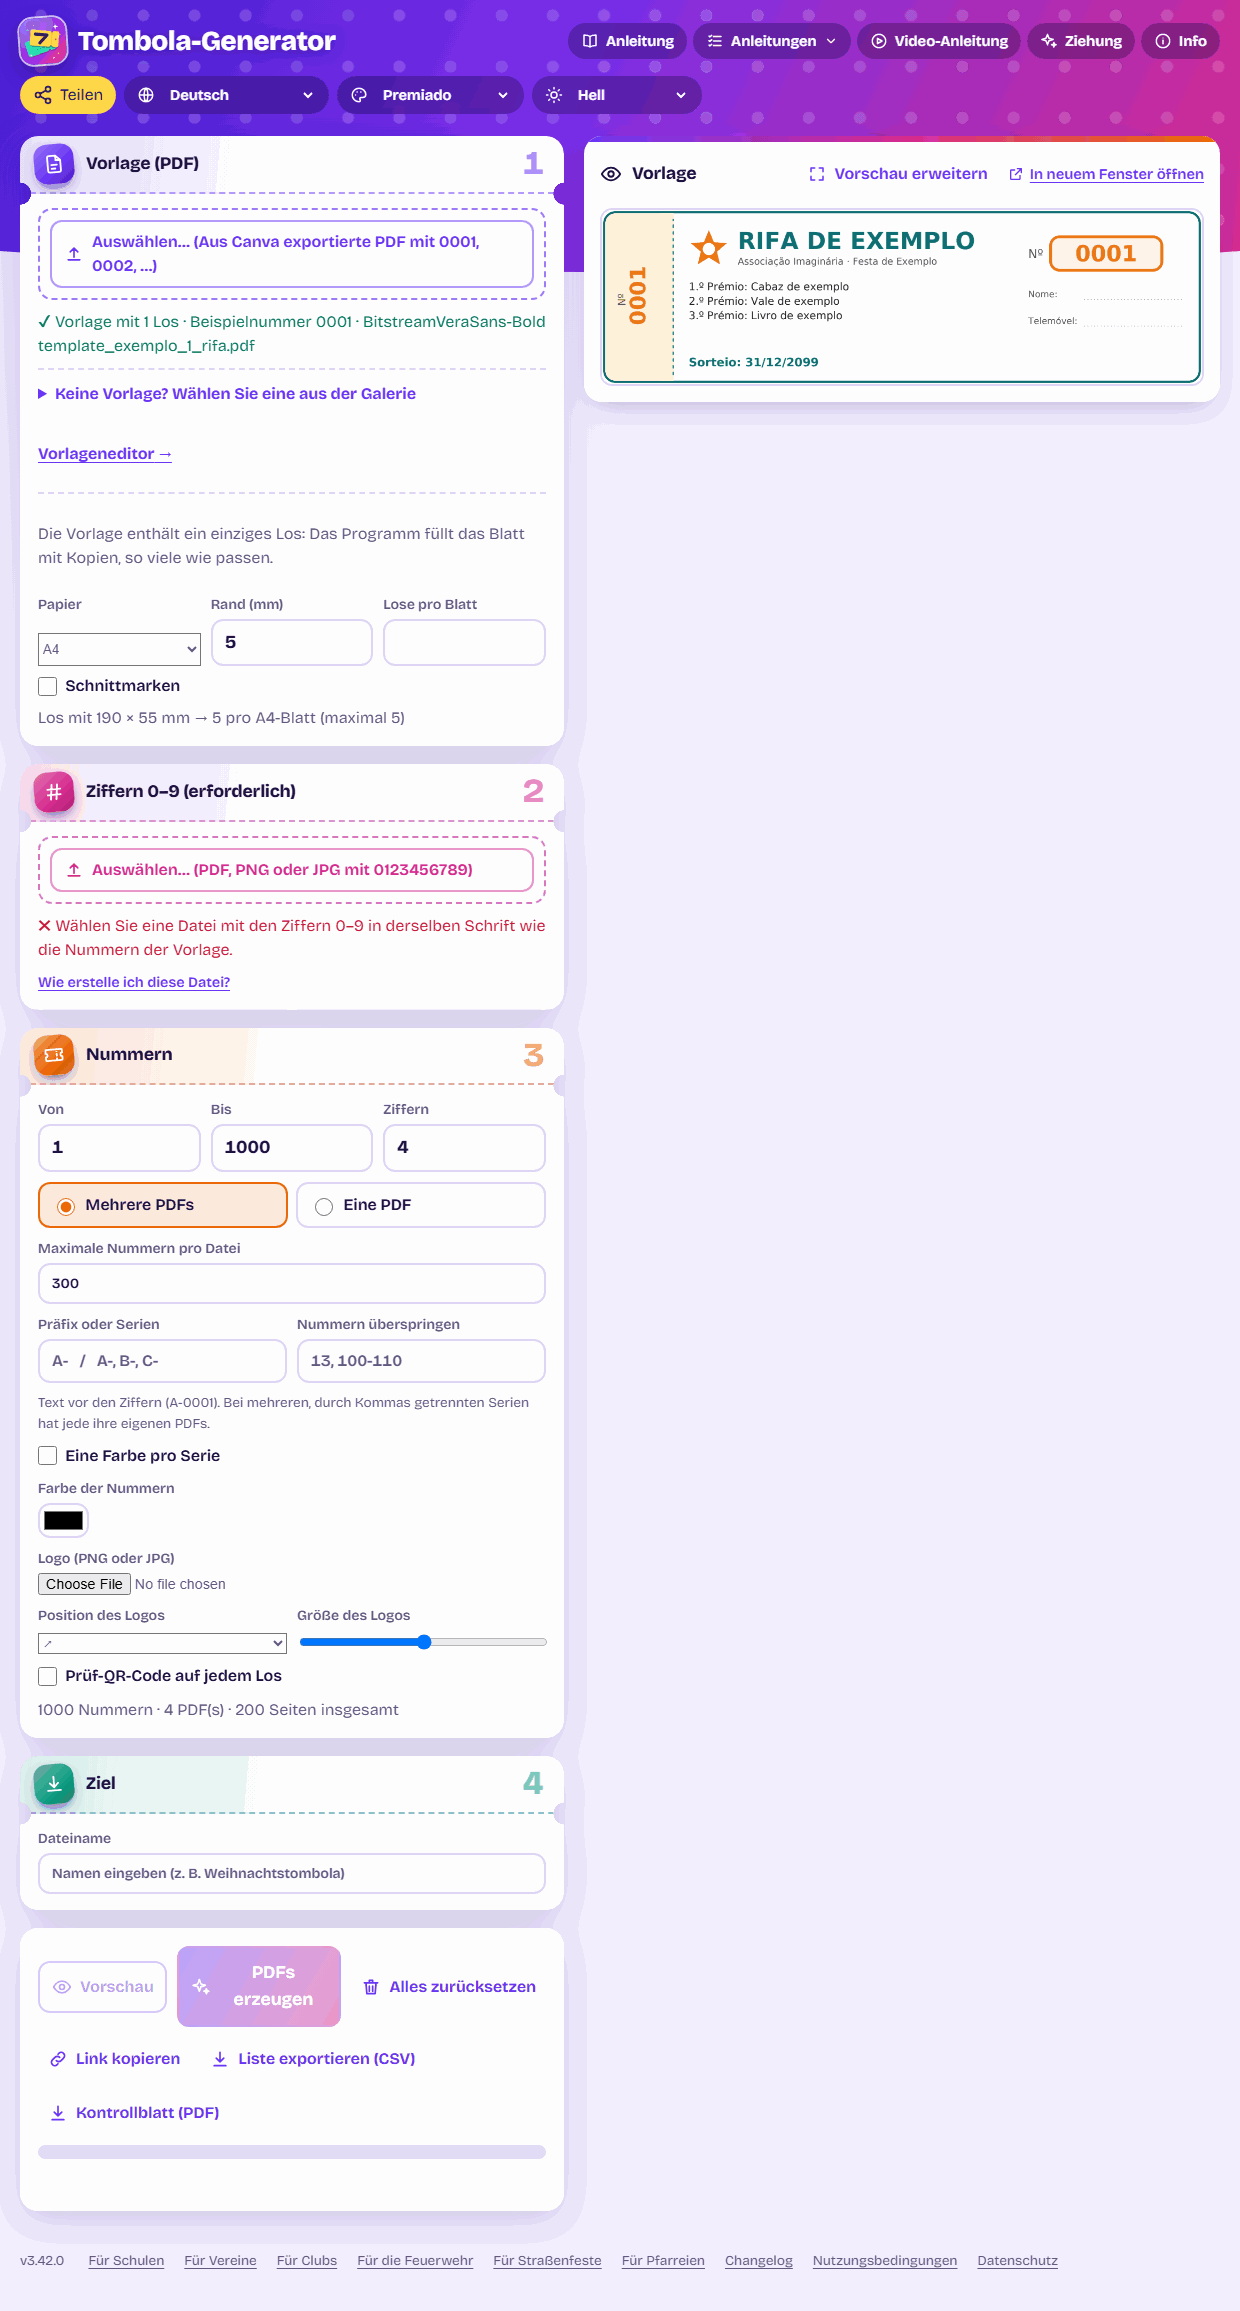 Tombola-Generator
Anleitung
Anleitungen
Video-Anleitung
Ziehung
Info
Teilen
Deutsch
Premiado
Hell
Vorlage (PDF)
1
Auswählen... (Aus Canva exportierte PDF mit 0001,
0002, ...)
✓ Vorlage mit 1 Los · Beispielnummer 0001 · BitstreamVeraSans-Bold
template_exemplo_1_rifa.pdf
▶ Keine Vorlage? Wählen Sie eine aus der Galerie
Vorlageneditor →
Die Vorlage enthält ein einziges Los: Das Programm füllt das Blatt
mit Kopien, so viele wie passen.
Papier
Rand (mm)
Lose pro Blatt
A4
5
Schnittmarken
Los mit 190 × 55 mm → 5 pro A4-Blatt (maximal 5)
Ziffern 0–9 (erforderlich)
2
Auswählen... (PDF, PNG oder JPG mit 0123456789)
✕ Wählen Sie eine Datei mit den Ziffern 0–9 in derselben Schrift wie
die Nummern der Vorlage.
Wie erstelle ich diese Datei?
Nummern
3
Von
Bis
Ziffern
1
1000
4
Mehrere PDFs
Eine PDF
Maximale Nummern pro Datei
300
Präfix oder Serien
Nummern überspringen
A- / A-, B-, C-
13, 100-110
Text vor den Ziffern (A-0001). Bei mehreren, durch Kommas getrennten Serien
hat jede ihre eigenen PDFs.
Eine Farbe pro Serie
Farbe der Nummern
Logo (PNG oder JPG)
Choose File No file chosen
Position des Logos
Größe des Logos
↗
Prüf-QR-Code auf jedem Los
1000 Nummern · 4 PDF(s) · 200 Seiten insgesamt
Ziel
4
Dateiname
Namen eingeben (z. B. Weihnachtstombola)
Vorschau
PDFs
erzeugen
Alles zurücksetzen
Link kopieren
Liste exportieren (CSV)
Kontrollblatt (PDF)
Vorlage
Vorschau erweitern
In neuem Fenster öffnen
Nº
0001
RIFA DE EXEMPLO
Associação Imaginária · Festa de Exemplo
1.º Prémio: Cabaz de exemplo
2.º Prémio: Vale de exemplo
3.º Prémio: Livro de exemplo
Sorteio: 31/12/2099
Nº 0001
Nome:
Telemóvel:
v3.42.0
Für Schulen
Für Vereine
Für Clubs
Für die Feuerwehr
Für Straßenfeste
Für Pfarreien
Changelog
Nutzungsbedingungen
Datenschutz